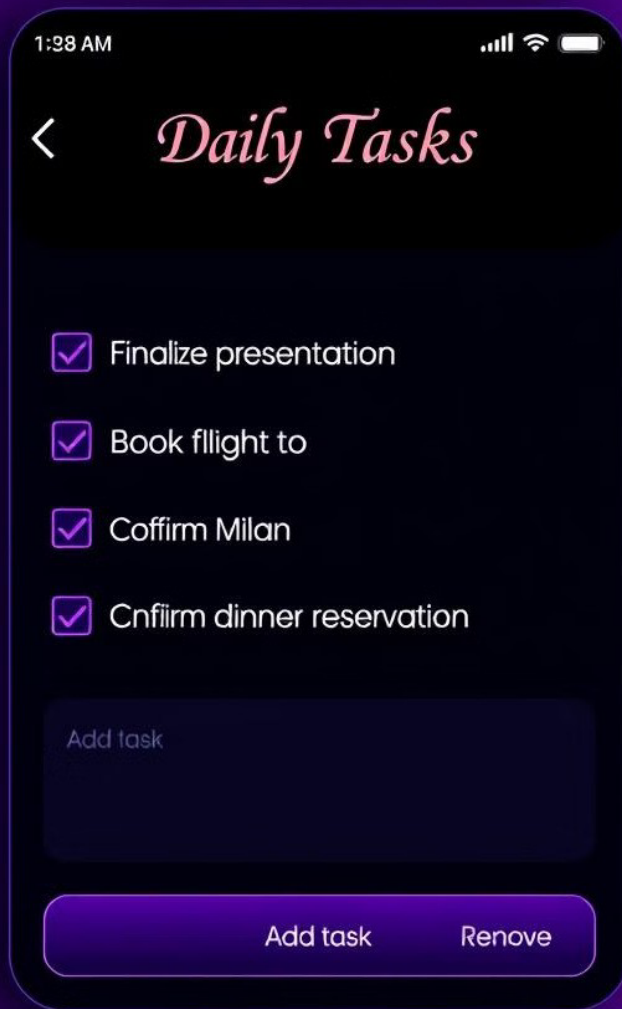 1:38 AM
Daily Tasks
Finalize presentation
Book fllight to
Coffirm Milan
Cnfiirm dinner reservation
Add task
Add task Renove